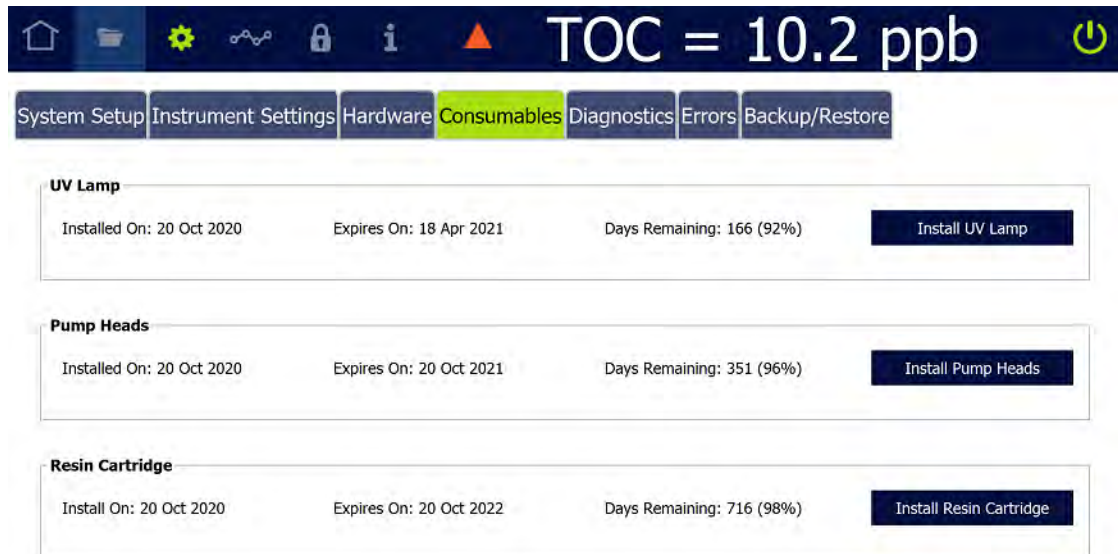 TOC = 10.2 ppb
System Setup Instrument Settings Hardware Consumables Diagnostics Errors Backup/Restore
UV Lamp
Installed On: 20 Oct 2020 Expires On: 18 Apr 2021 Days Remaining: 166 (92%) Install UV Lamp
Pump Heads
Installed On: 20 Oct 2020 Expires On: 20 Oct 2021 Days Remaining: 351 (96%) Install Pump Heads
Resin Cartridge
Install On: 20 Oct 2020 Expires On: 20 Oct 2022 Days Remaining: 716 (98%) Install Resin Cartridge